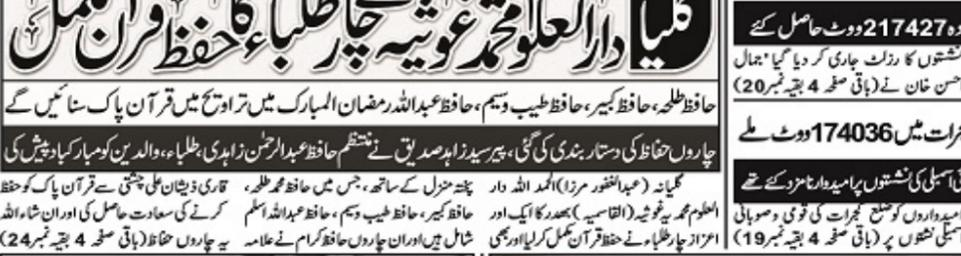 گلیانہ دارالعلوم محمدیہ غوثیہ کے چار طلباء کا حفظ قرآن مکمل
حافظ طلحہ، حافظ کبیر، حافظ طیب وسیم، حافظ عبداللہ رمضان المبارک میں تراویح میں قرآن پاک سنائیں گے
چاروں حفاظ کی دستار بندی کی گئی، پیر سید زاہد صدیق نے منتظم حافظ عبدالرحمٰن زاہدی، طلباء، والدین کو مبارکباد پیش کی
گلیانہ (عبدالغفور مرزا) الحمد اللہ دار
العلوم محمدیہ غوثیہ (القاسمیہ) بھدر کا ایک اور
اعزاز چار طلباء نے حفظ قرآن مکمل کر لیا اور بھی
پختہ منزل کے ساتھ، جس میں حافظ محمد طلحہ،
حافظ کبیر، حافظ طیب وسیم، حافظ عبداللہ اسلم
شامل ہیں اور ان چاروں حافظ کرام نے علامہ
قاری ذیشان علی چشتی سے قرآن پاک کو حفظ
کرنے کی سعادت حاصل کی اور ان شاء اللہ
یہ چاروں حفاظ (باقی صفحہ 4 بقیہ نمبر 24)
217427 ووٹ حاصل کئے
نشستوں کا رزلٹ جاری کر دیا گیا، جمال
احسن خان نے (باقی صفحہ 4 بقیہ نمبر 20)
میں 174036 ووٹ ملے
اسمبلی کی نشستوں پر امیدوار نامزد کئے تھے
امیدواروں کو ضلع گجرات کی قومی و صوبائی
اسمبلی نشتوں پر (باقی صفحہ 4 بقیہ نمبر 19)